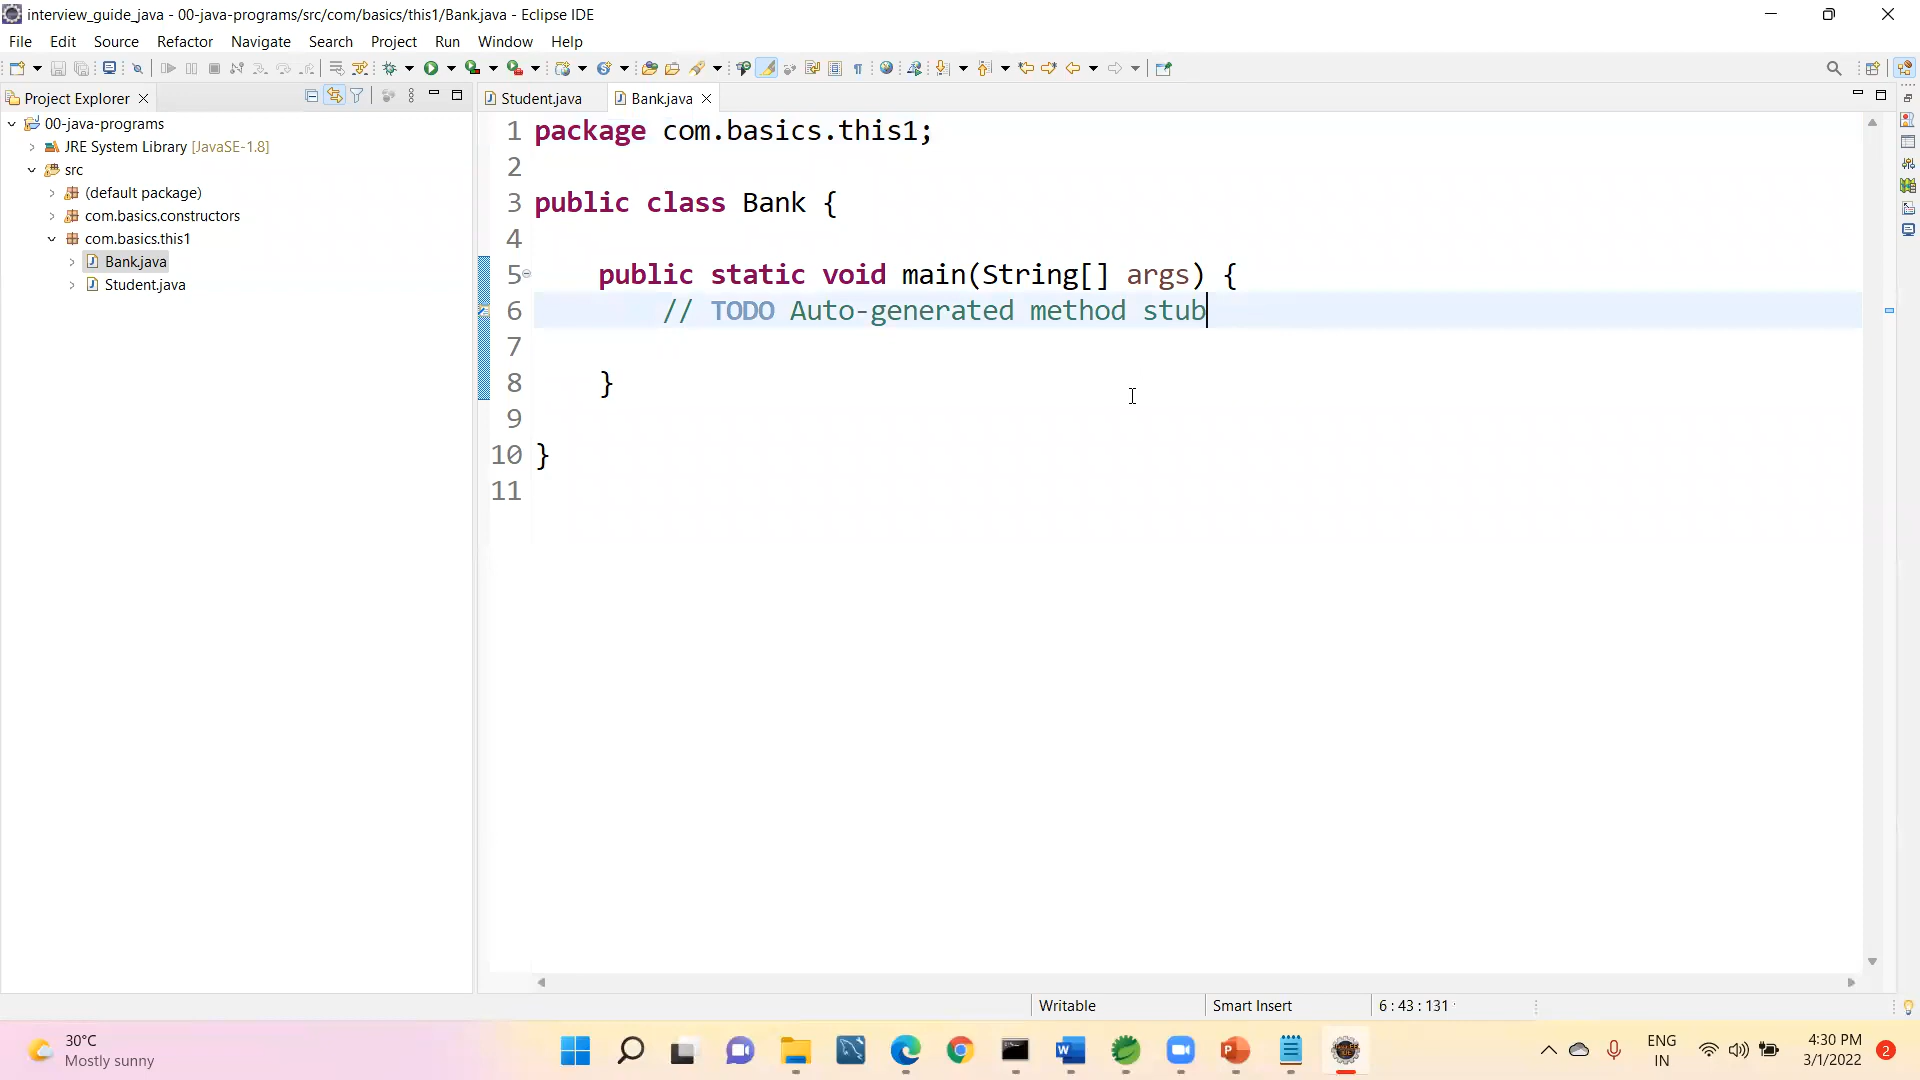 interview_guide_java - 00-java-programs/src/com/basics/this1/Bank.java - Eclipse IDE
File Edit Source Refactor Navigate Search Project Run Window Help
Project Explorer
Student.java Bank.java
00-java-programs
JRE System Library [JavaSE-1.8]
src
(default package)
com.basics.constructors
com.basics.this1
Bank.java
Student.java
1 package com.basics.this1;
2
3 public class Bank {
4
5 public static void main(String[] args) {
6 // TODO Auto-generated method stub
7
8 }
9
10 }
11
Writable Smart Insert 6 : 43 : 131
30°C
Mostly sunny
ENG
IN
4:30 PM
3/1/2022
2